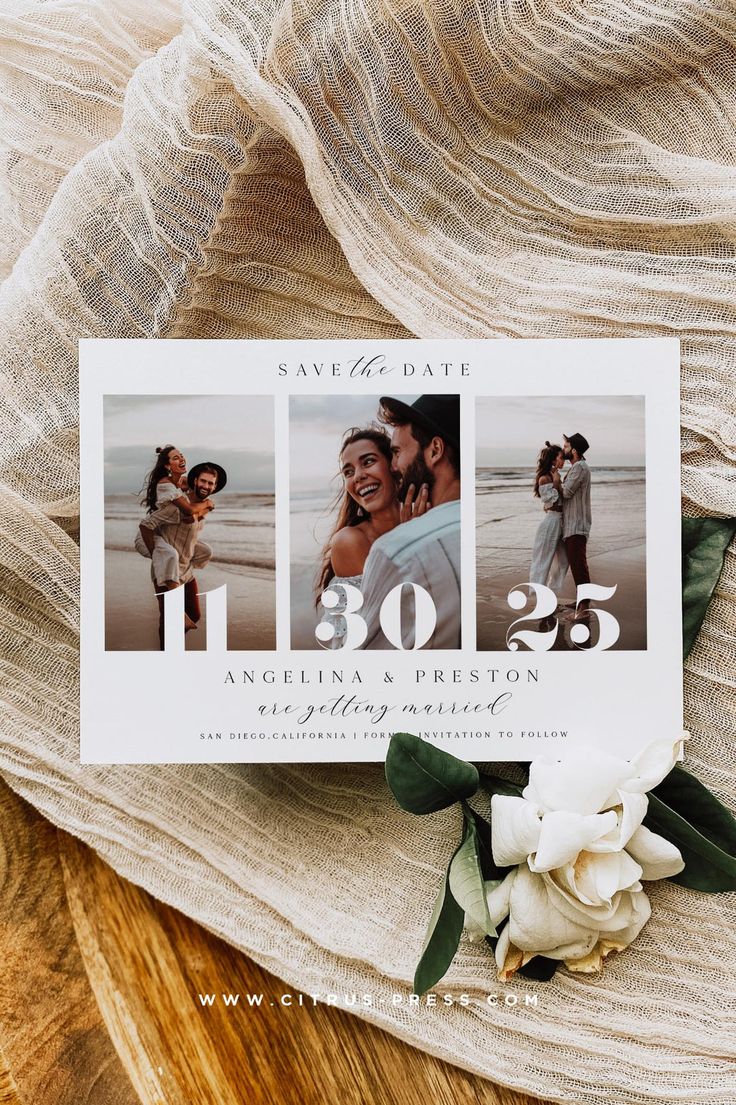 SAVE the DATE
11 30 25
ANGELINA & PRESTON
are getting married
SAN DIEGO, CALIFORNIA | FORMAL INVITATION TO FOLLOW
WWW.CITRUS-PRESS.COM